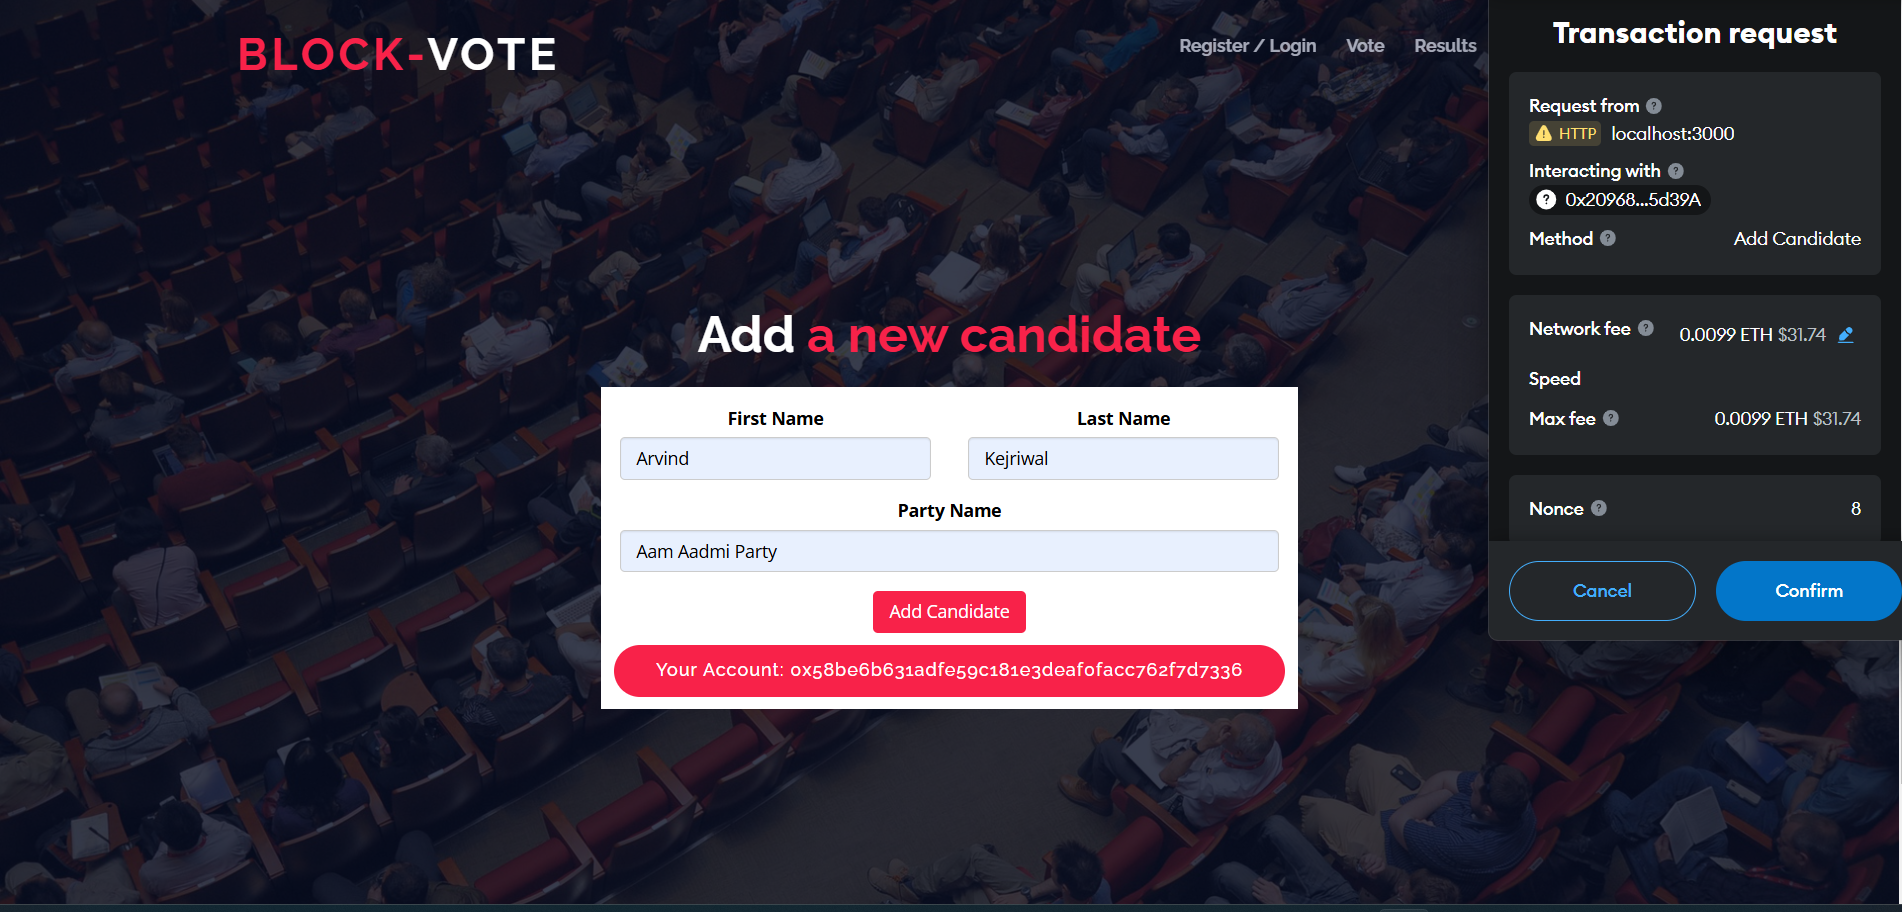 BLOCK-VOTE
Register / Login Vote Results
Add a new candidate
First Name Last Name
Arvind Kejriwal
Party Name
Aam Aadmi Party
Add Candidate
Your Account: 0x58be6b631adfe59c181e3deaf0facc762f7d7336
Transaction request
Request from ?
HTTP localhost:3000
Interacting with ?
? 0x20968...5d39A
Method ? Add Candidate
Network fee ? 0.0099 ETH $31.74
Speed
Max fee ? 0.0099 ETH $31.74
Nonce ? 8
Cancel Confirm